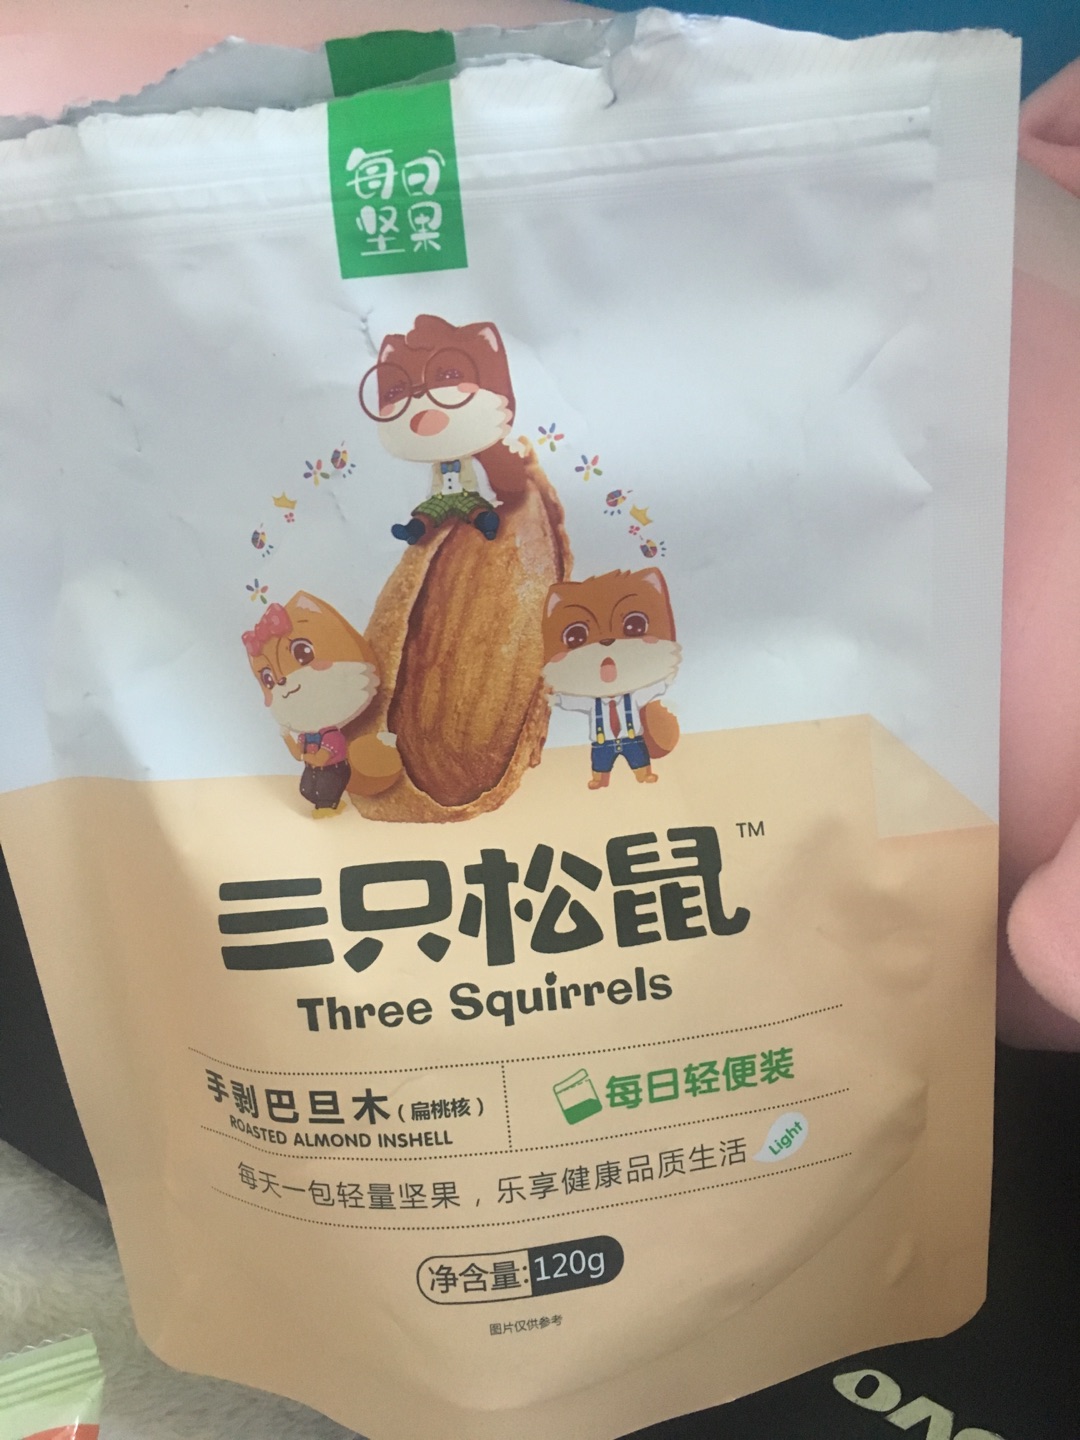 每日
坚果
三只松鼠™
Three Squirrels
手剥巴旦木(扁桃核)
ROASTED ALMOND INSHELL
每日轻便装
每天一包轻量坚果，乐享健康品质生活
Light
净含量:120g
图片仅供参考